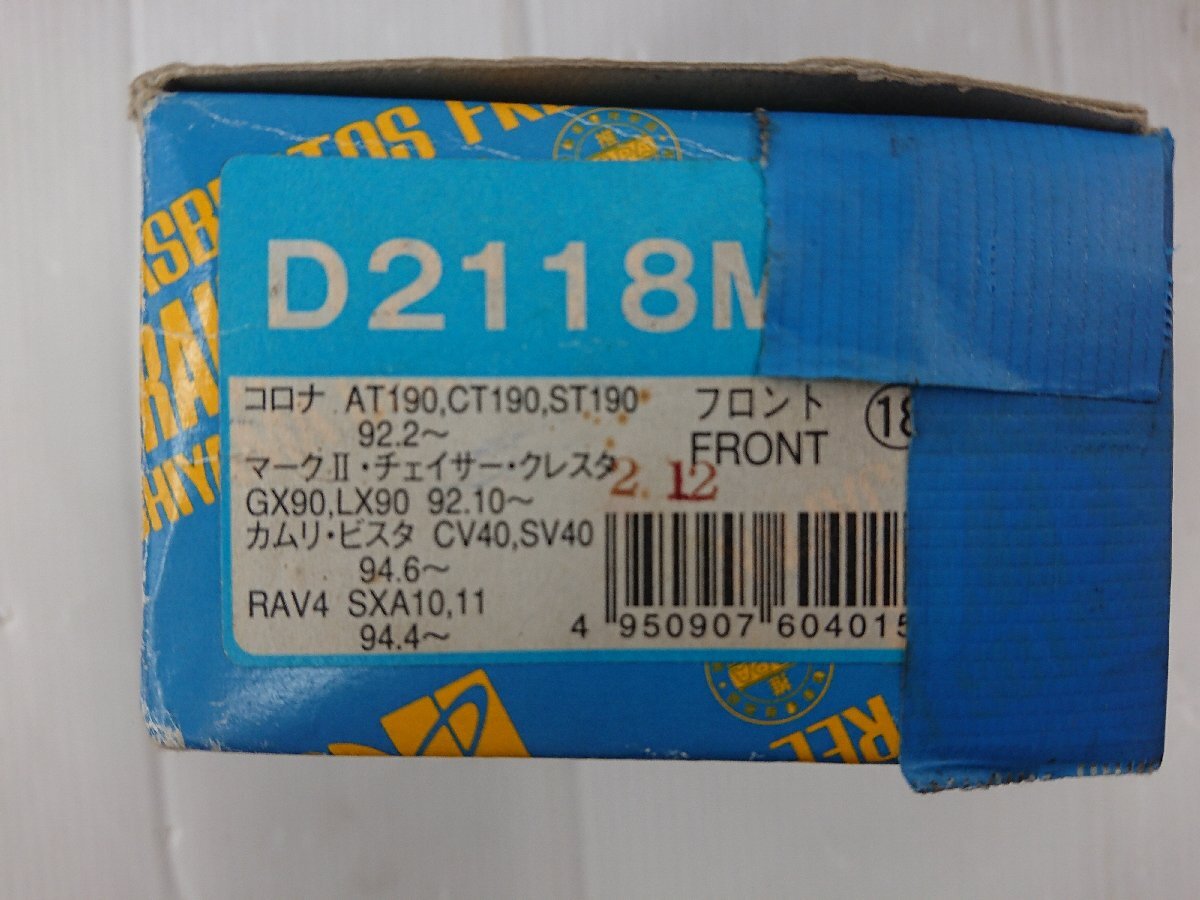 D2118M
コロナ AT190,CT190,ST190
92.2～
フロント
FRONT
18
マークII・チェイサー・クレスタ
GX90,LX90 92.10～
2.12
カムリ・ビスタ CV40,SV40
94.6～
RAV4 SXA10,11
94.4～
4 950907 604015